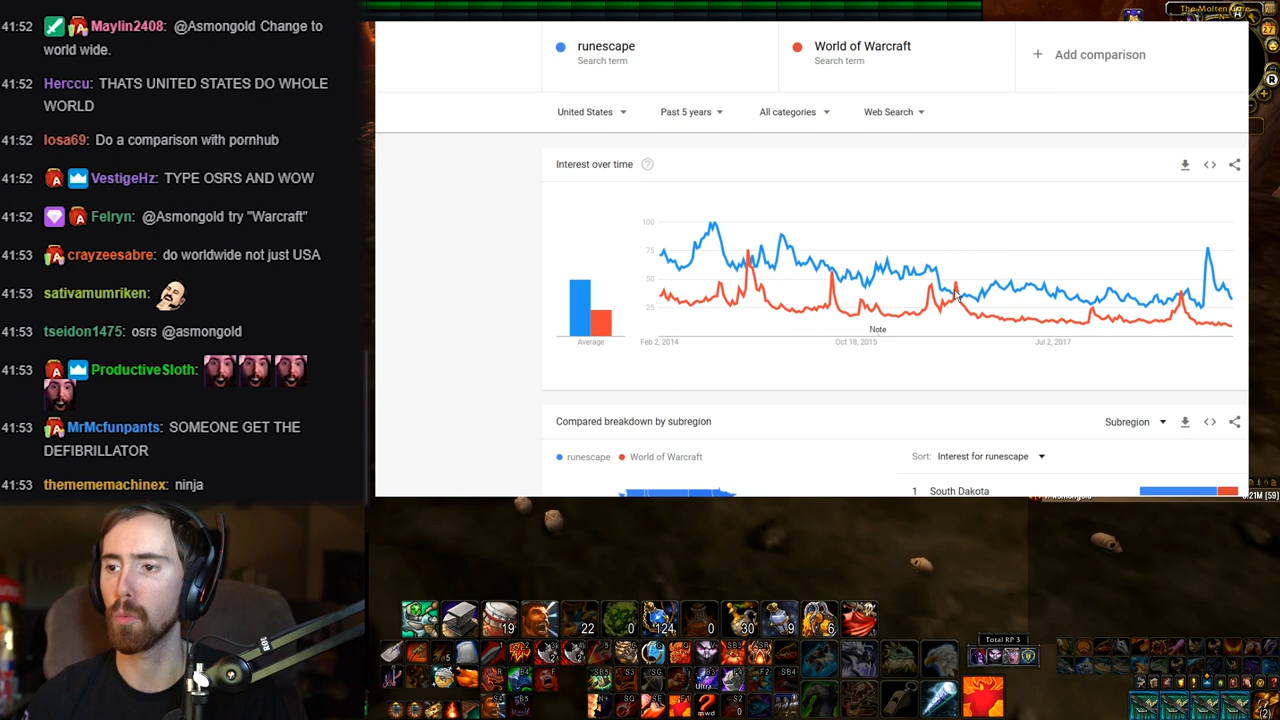 41:52 Maylin2408: @Asmongold Change to
world wide.
41:52 Herccu: THATS UNITED STATES DO WHOLE
WORLD
41:52 losa69: Do a comparison with pornhub
41:52 VestigeHz: TYPE OSRS AND WOW
41:52 Felryn: @Asmongold try "Warcraft"
41:53 crayzeesabre: do worldwide not just USA
41:53 sativamumriken:
41:53 tseidon1475: osrs @asmongold
41:53 ProductiveSloth:
41:53 MrMcfunpants: SOMEONE GET THE
DEFIBRILLATOR
41:53 themememachinex: ninja
The Molten Core
runescape
Search term
World of Warcraft
Search term
+ Add comparison
United States
Past 5 years
All categories
Web Search
Interest over time
100
75
50
25
Average
Note
Feb 2, 2014
Oct 18, 2015
Jul 2, 2017
Compared breakdown by subregion
Subregion
runescape
World of Warcraft
Sort: Interest for runescape
1 South Dakota
19
22
0
124
0
30
9
6
Total RP 3